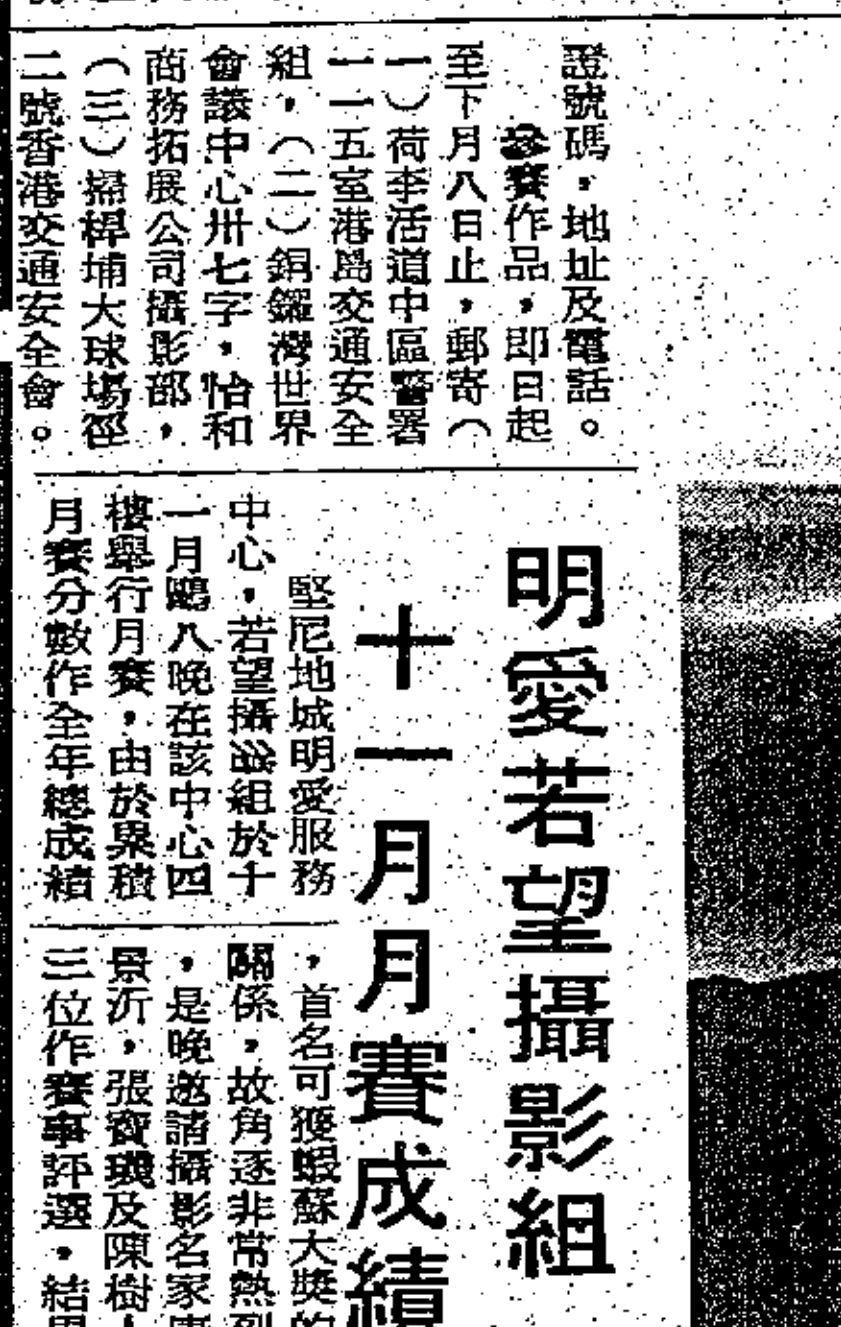 證號碼，地址及電話。
參賽作品，即日起
至下月八日止，郵寄（
一）荷李活道中區警署
一一五室港島交通安全
組，（二）銅鑼灣世界
會議中心卅七字，怡和
商務拓展公司攝影部，
（三）掃桿埔大球場徑
二號香港交通安全會。
明愛若望攝影組
十一月月賽成績
堅尼地城明愛服務
中心，若望攝影組於十
一月 八晚在該中心四
樓舉行月賽，由於累積
月賽分數作全年總成績
，首名可獲蝦蘇大獎的
關係，故角逐非常熱
，是晚邀請攝影名家
景沂，張寶璣及陳樹
三位作賽事評選，結